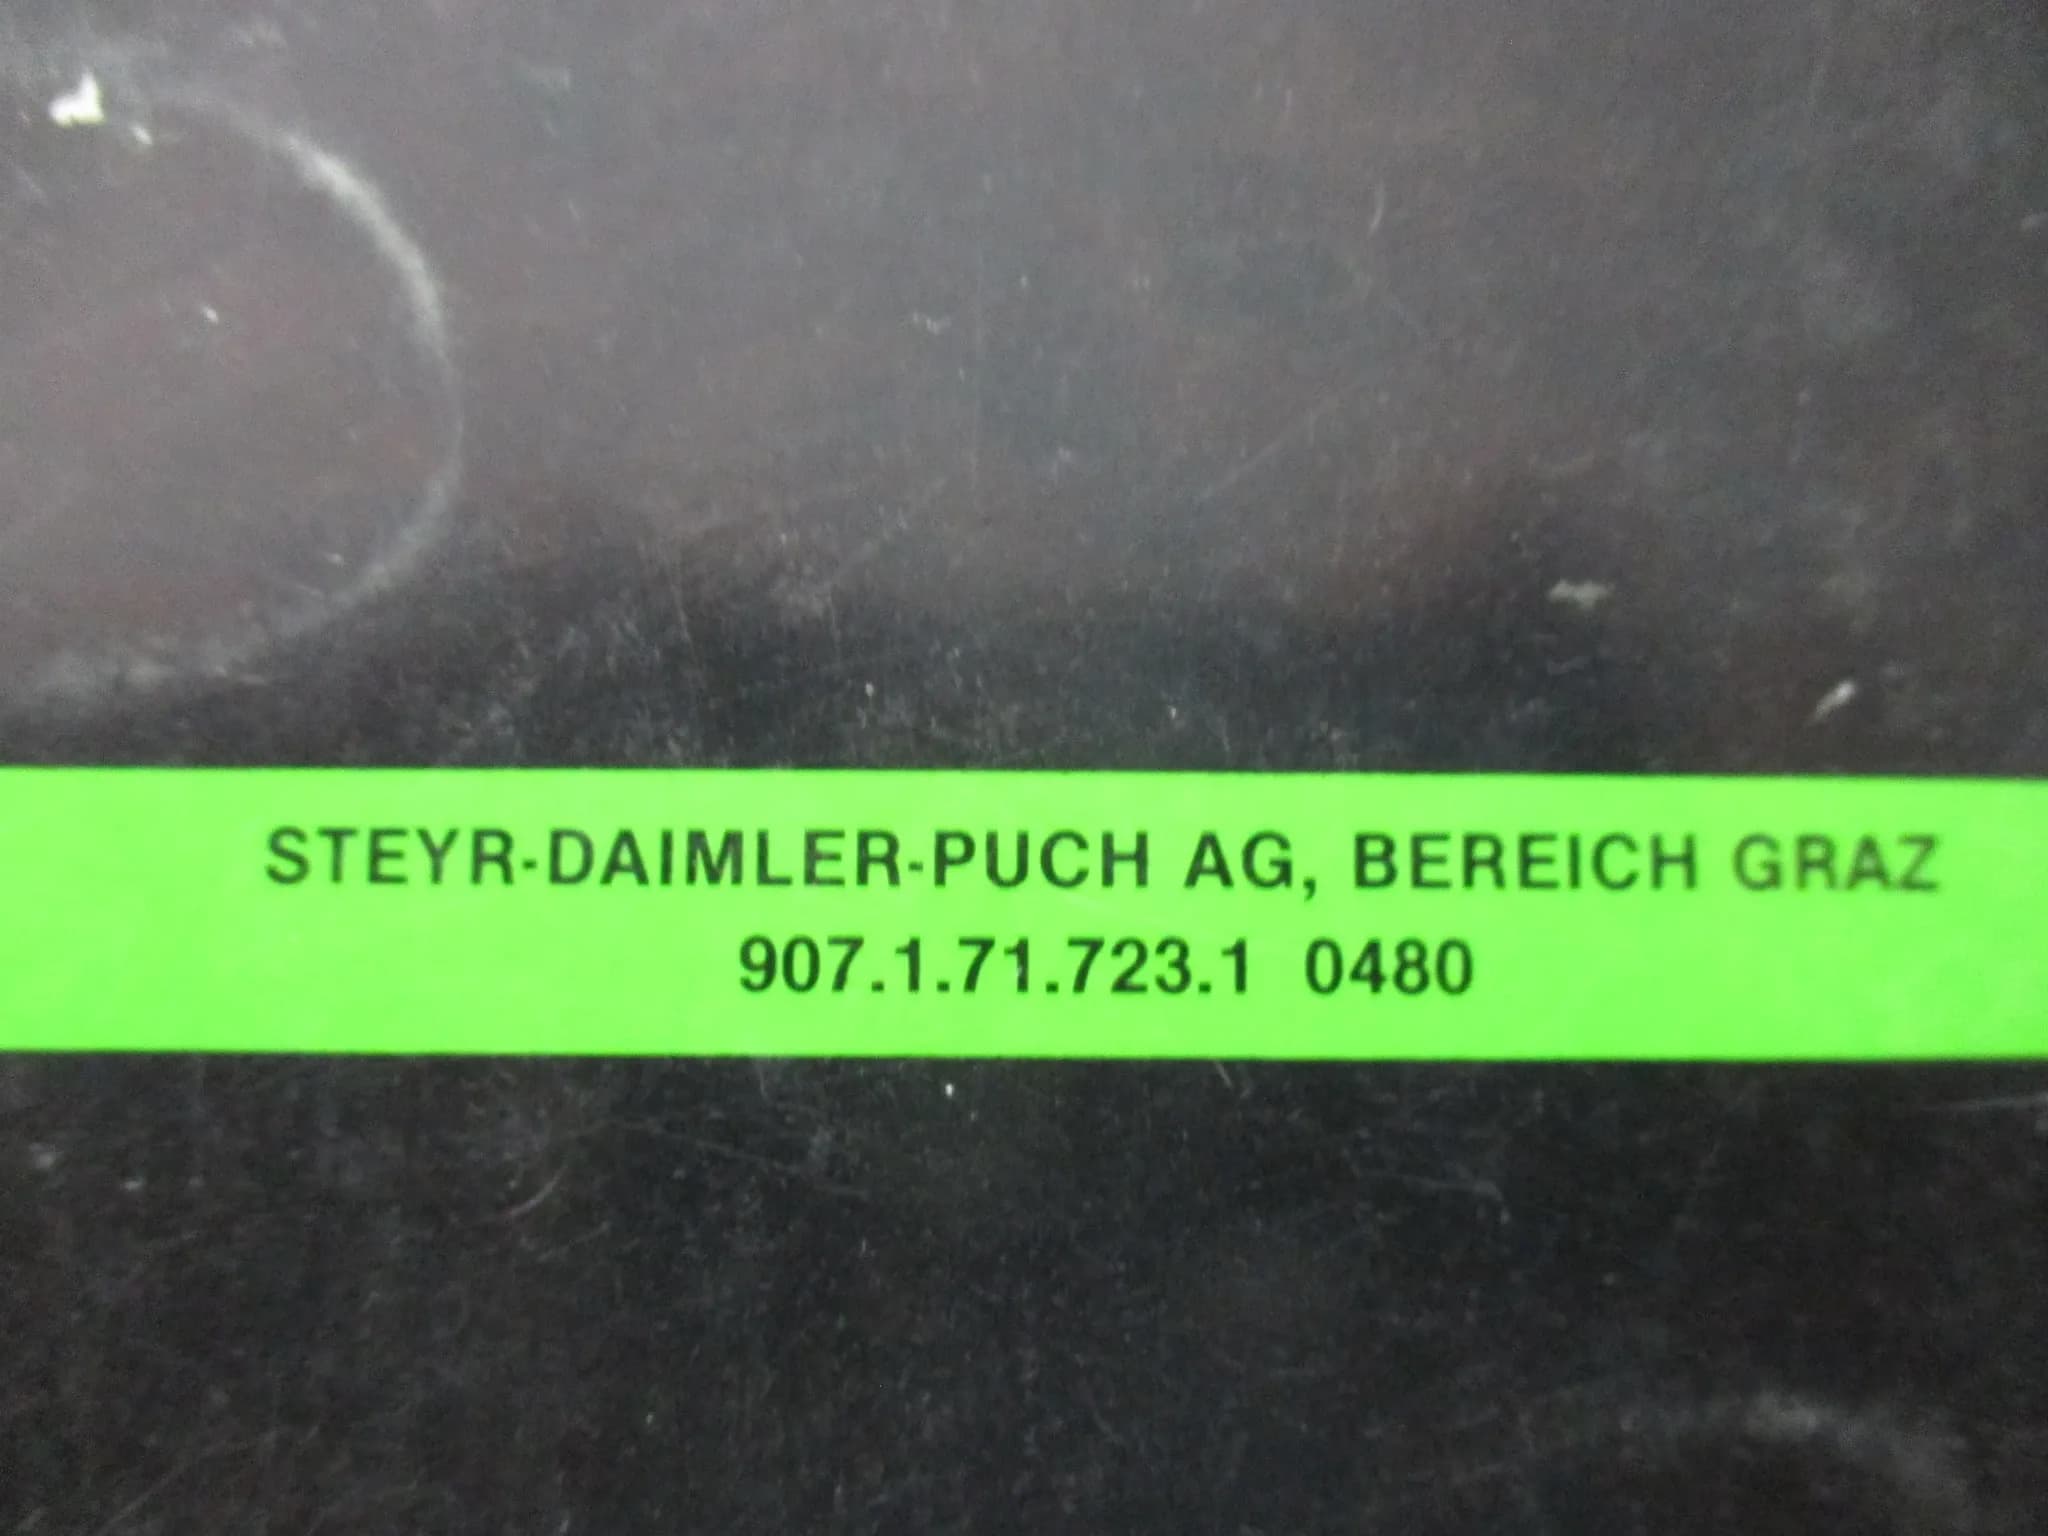 STEYR-DAIMLER-PUCH AG, BEREICH GRAZ
907.1.71.723.1 0480